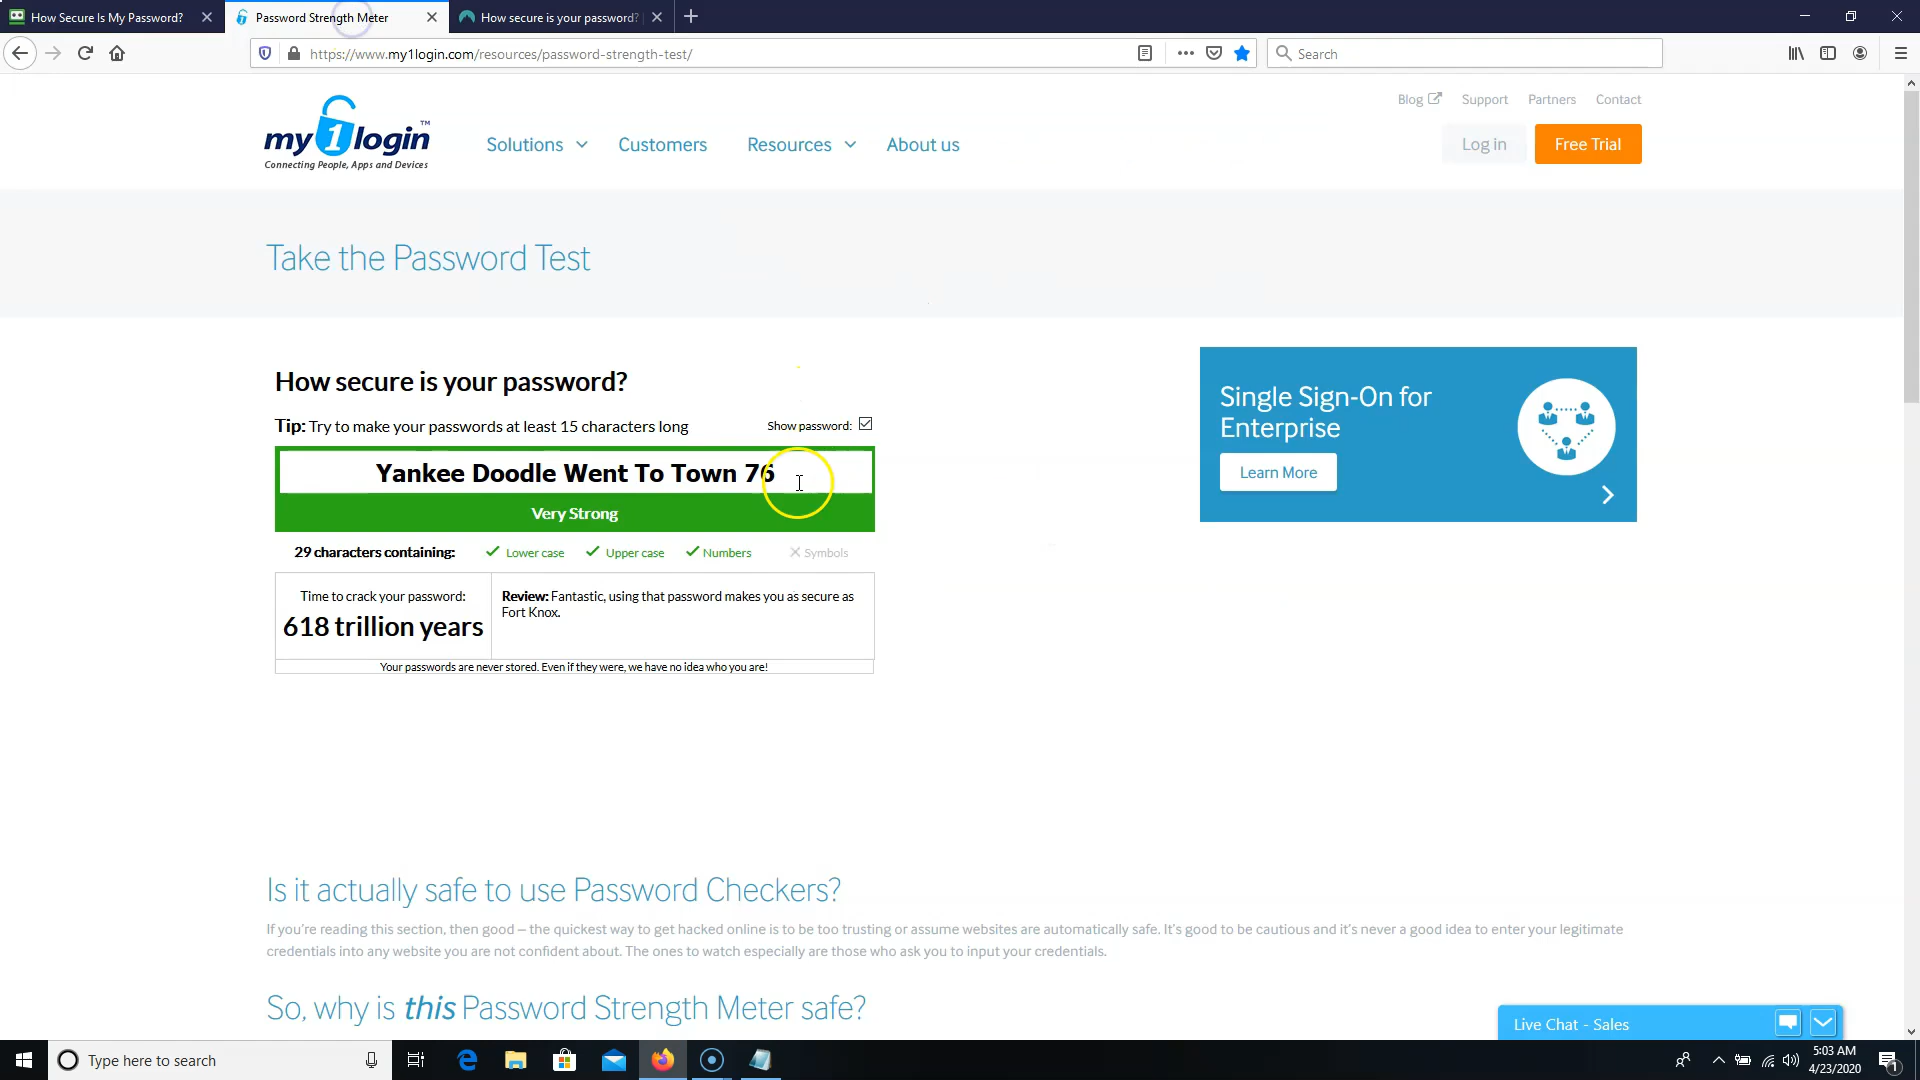 How Secure Is My Password?
Password Strength Meter
How secure is your password?
https://www.my1login.com/resources/password-strength-test/
Search
Blog
Support
Partners
Contact
my1login™
Connecting People, Apps and Devices
Solutions
Customers
Resources
About us
Log in
Free Trial
Take the Password Test
How secure is your password?
Tip: Try to make your passwords at least 15 characters long
Show password:
Yankee Doodle Went To Town 76
Very Strong
29 characters containing:
Lower case
Upper case
Numbers
Symbols
Time to crack your password:
618 trillion years
Review: Fantastic, using that password makes you as secure as
Fort Knox.
Your passwords are never stored. Even if they were, we have no idea who you are!
Single Sign-On for
Enterprise
Learn More
Is it actually safe to use Password Checkers?
If you're reading this section, then good – the quickest way to get hacked online is to be too trusting or assume websites are automatically safe. It's good to be cautious and it's never a good idea to enter your legitimate
credentials into any website you are not confident about. The ones to watch especially are those who ask you to input your credentials.
So, why is this Password Strength Meter safe?
Live Chat - Sales
Type here to search
5:03 AM
4/23/2020
1